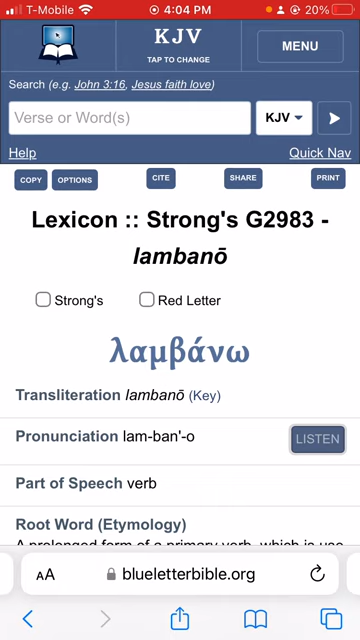 T-Mobile 4:04 PM 20%
KJV
TAP TO CHANGE
MENU
Search (e.g. John 3:16, Jesus faith love)
Verse or Word(s) KJV
Help Quick Nav
COPY OPTIONS CITE SHARE PRINT
Lexicon :: Strong's G2983 -
lambanō
Strong's Red Letter
λαμβάνω
Transliteration lambanō (Key)
Pronunciation lam-ban'-o LISTEN
Part of Speech verb
Root Word (Etymology)
A prolonged form of a primary verb, which is use
AA blueletterbible.org